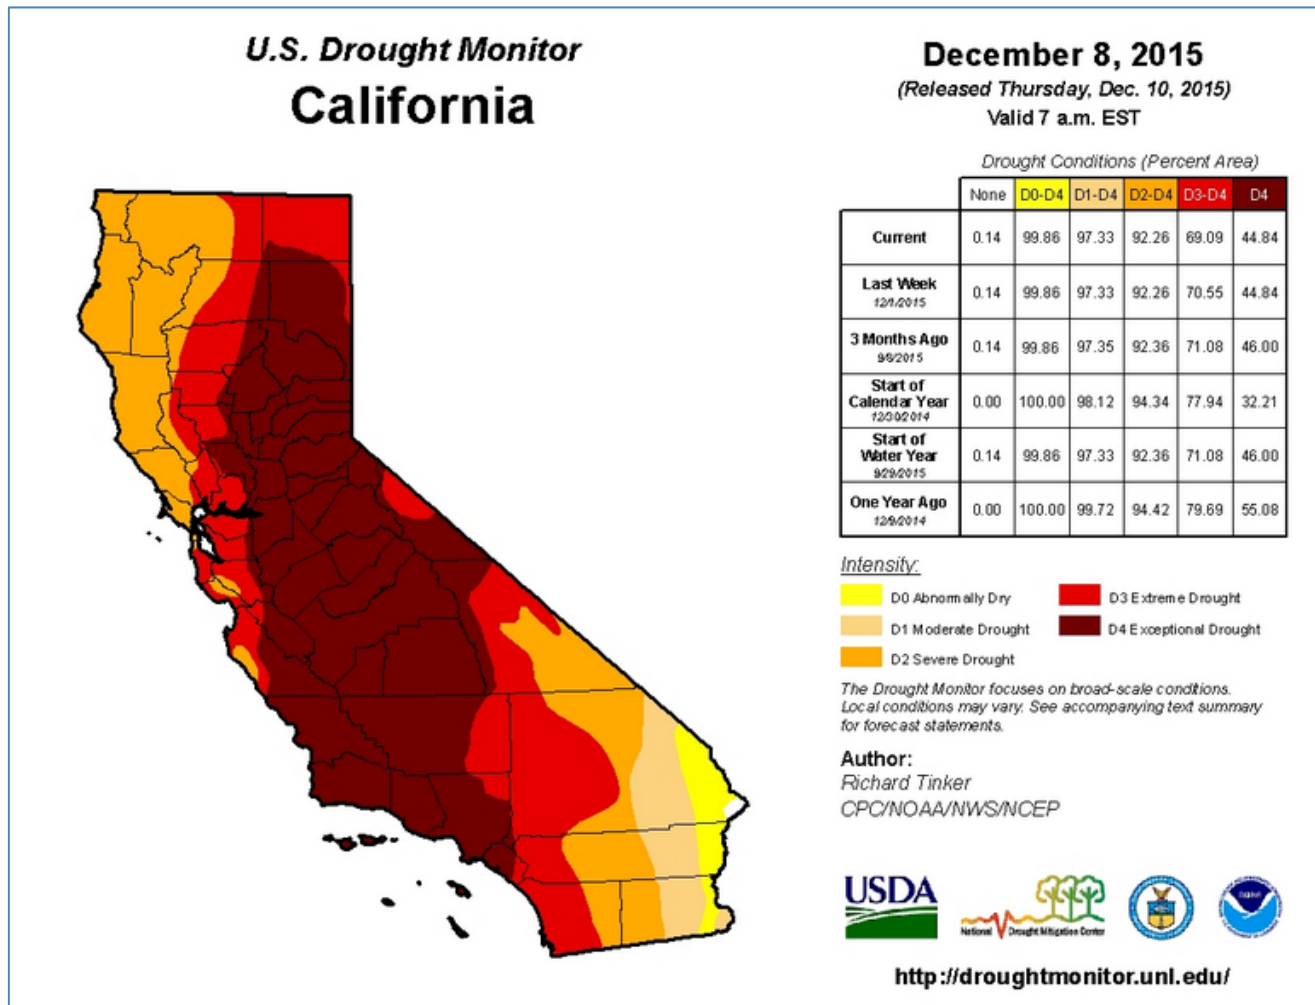 U.S. Drought Monitor
California
December 8, 2015
(Released Thursday, Dec. 10, 2015)
Valid 7 a.m. EST
Drought Conditions (Percent Area)
None D0-D4 D1-D4 D2-D4 D3-D4 D4
Current 0.14 99.86 97.33 92.26 69.09 44.84
Last Week
12/1/2015
0.14 99.86 97.33 92.26 70.55 44.84
3 Months Ago
9/8/2015
0.14 99.86 97.35 92.36 71.08 46.00
Start of
Calendar Year
12/30/2014
0.00 100.00 98.12 94.34 77.94 32.21
Start of
Water Year
9/29/2015
0.14 99.86 97.33 92.36 71.08 46.00
One Year Ago
12/9/2014
0.00 100.00 99.72 94.42 79.69 55.08
Intensity:
D0 Abnormally Dry
D3 Extreme Drought
D1 Moderate Drought
D4 Exceptional Drought
D2 Severe Drought
The Drought Monitor focuses on broad-scale conditions.
Local conditions may vary. See accompanying text summary
for forecast statements.
Author:
Richard Tinker
CPC/NOAA/NWS/NCEP
USDA
National Drought Mitigation Center
http://droughtmonitor.unl.edu/